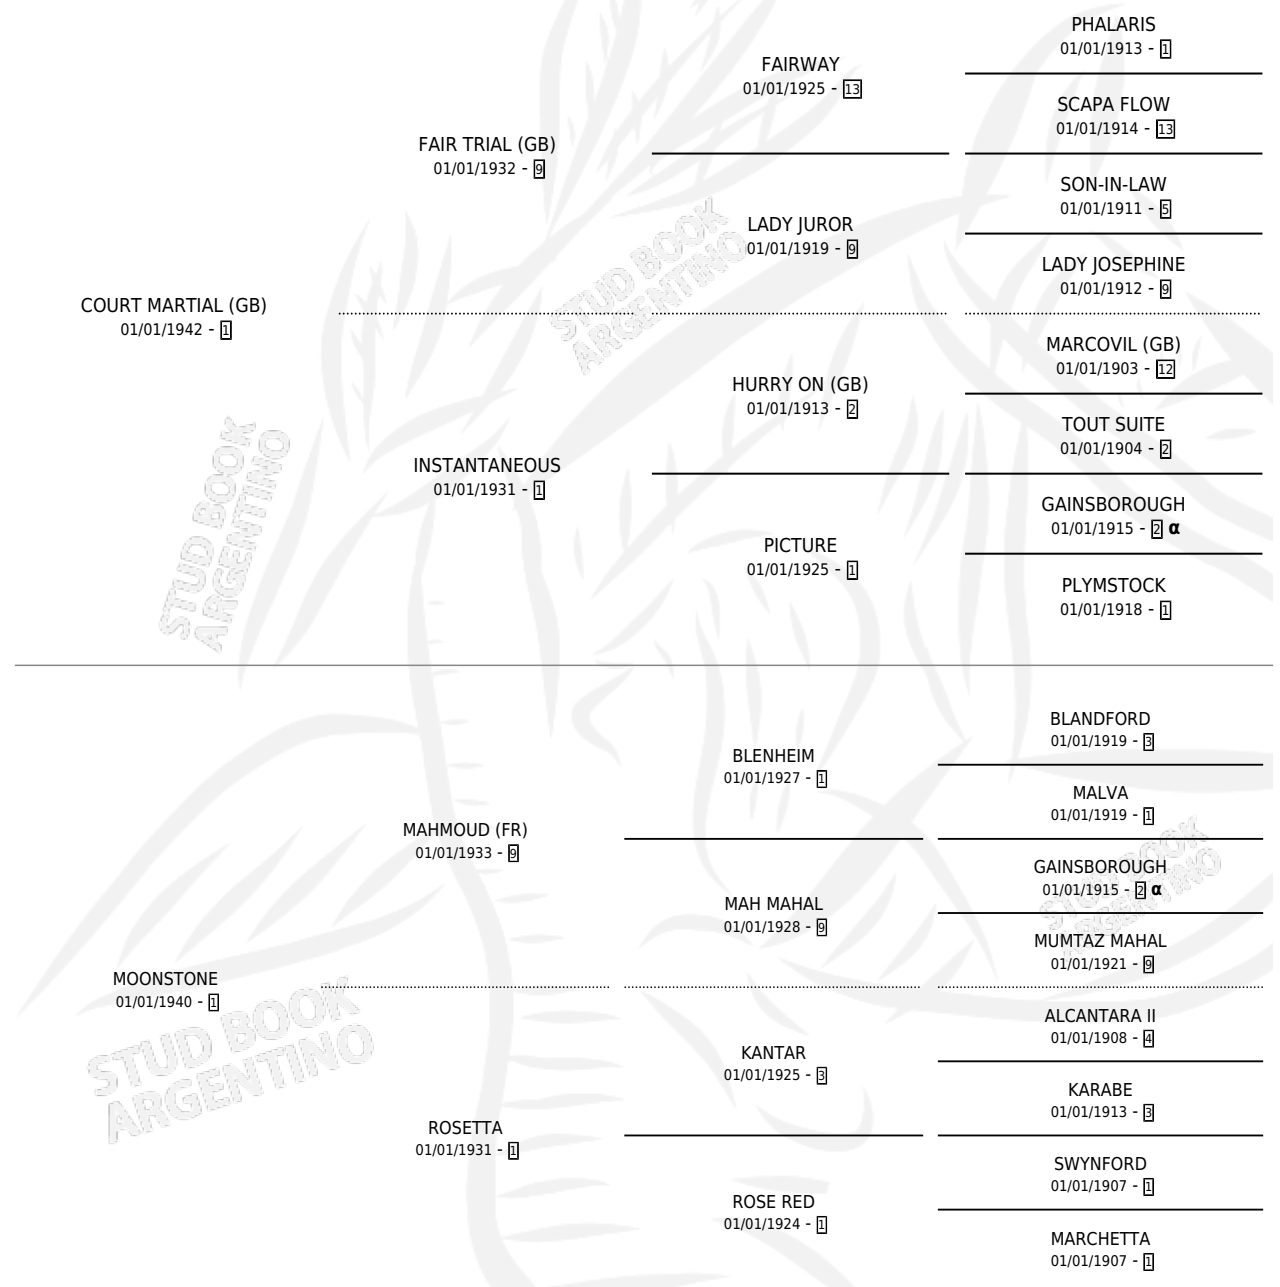 PHALARIS
01/01/1913 - 1
FAIRWAY
01/01/1925 - 13
SCAPA FLOW
01/01/1914 - 13
FAIR TRIAL (GB)
01/01/1932 - 9
SON-IN-LAW
01/01/1911 - 5
LADY JUROR
01/01/1919 - 9
LADY JOSEPHINE
01/01/1912 - 9
COURT MARTIAL (GB)
01/01/1942 - 1
STUD BOOK
ARGENTINO
MARCOVIL (GB)
01/01/1903 - 12
HURRY ON (GB)
01/01/1913 - 2
TOUT SUITE
01/01/1904 - 2
INSTANTANEOUS
01/01/1931 - 1
GAINSBOROUGH
01/01/1915 - 2 α
PICTURE
01/01/1925 - 1
PLYMSTOCK
01/01/1918 - 1
STUD BOOK
ARGENTINO
BLANDFORD
01/01/1919 - 3
BLENHEIM
01/01/1927 - 1
MALVA
01/01/1919 - 1
MAHMOUD (FR)
01/01/1933 - 9
GAINSBOROUGH
01/01/1915 - 2 α
MAH MAHAL
01/01/1928 - 9
MUMTAZ MAHAL
01/01/1921 - 9
STUD BOOK
ARGENTINO
MOONSTONE
01/01/1940 - 1
ALCANTARA II
01/01/1908 - 4
KANTAR
01/01/1925 - 3
KARABE
01/01/1913 - 3
STUD BOOK
ARGENTINO
ROSETTA
01/01/1931 - 1
SWYNFORD
01/01/1907 - 1
ROSE RED
01/01/1924 - 1
MARCHETTA
01/01/1907 - 1